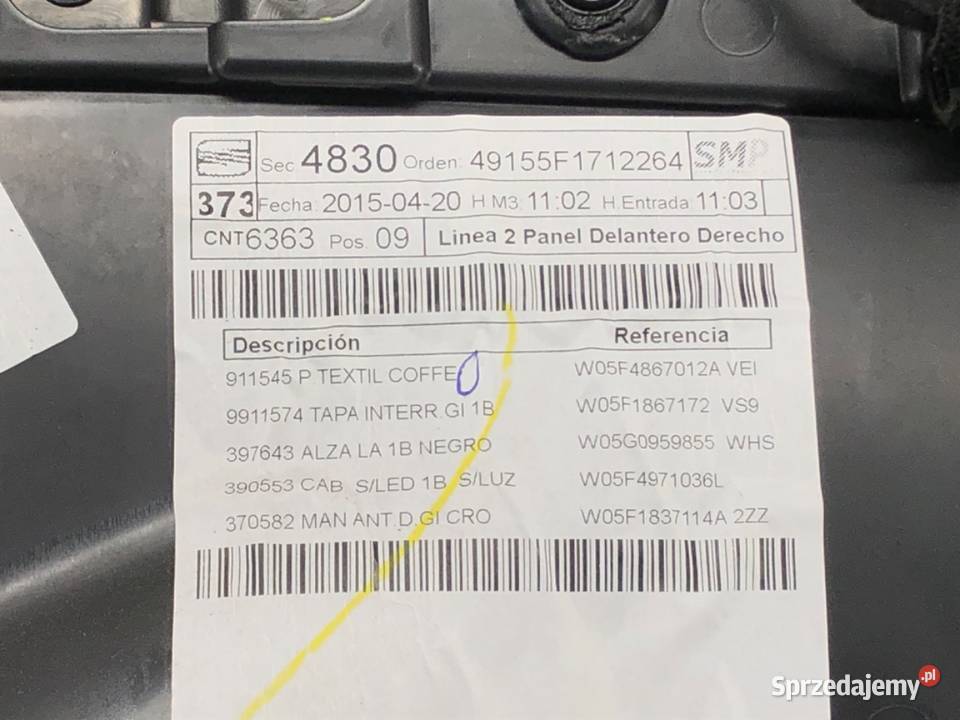 Sec 4830 Orden: 49155F1712264 SMP
373 Fecha: 2015-04-20 H M3: 11:02 H.Entrada: 11:03
CNT 6363 Pos. 09 Linea 2 Panel Delantero Derecho
Descripción Referencia
911545 P TEXTIL COFFE W05F4867012A VEI
9911574 TAPA INTERR.GI 1B W05F1867172 VS9
397643 ALZA LA 1B NEGRO W05G0959855 WHS
390553 CAB S/LED 1B S/LUZ W05F4971036L
370582 MAN ANT.D.GI CRO W05F1837114A 2ZZ
Sprzedajemy.pl